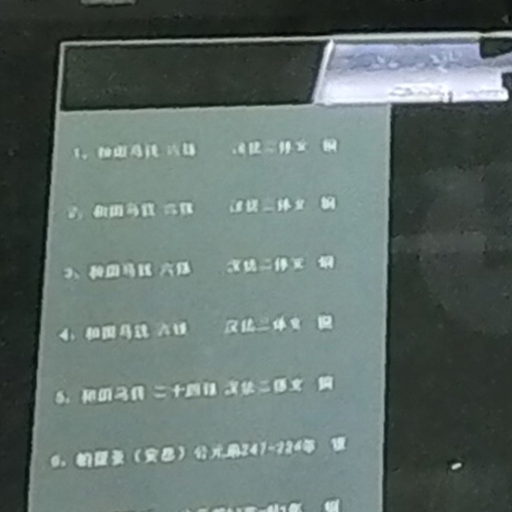 1、和田马钱 六铢 汉佉二体文 铜
2、和田马钱 六铢 汉佉二体文 铜
3、和田马钱 六铢 汉佉二体文 铜
4、和田马钱 六铢 汉佉二体文 铜
5、和田马钱 二十四铢 汉佉二体文 铜
6、帕提亚（安息）公元前247-224年 银